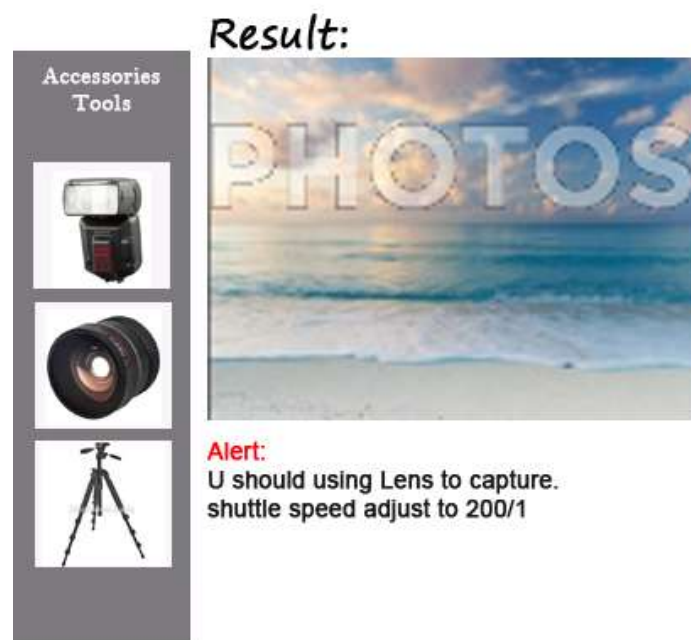 Result:
Accessories
Tools
PHOTOS
Alert:
U should using Lens to capture.
shuttle speed adjust to 200/1